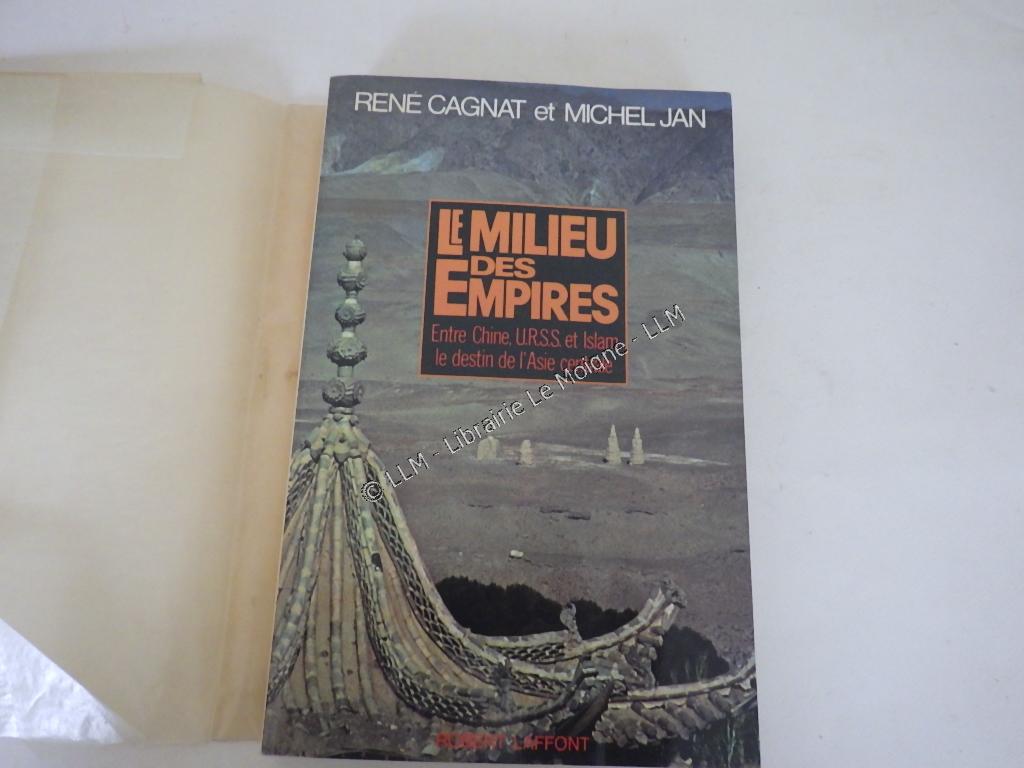 RENÉ CAGNAT et MICHEL JAN
LE MILIEU
DES
EMPIRES
Entre Chine, U.R.S.S. et Islam
le destin de l'Asie centrale
© LLM - Librairie Le Moigne - LLM
ROBERT LAFFONT